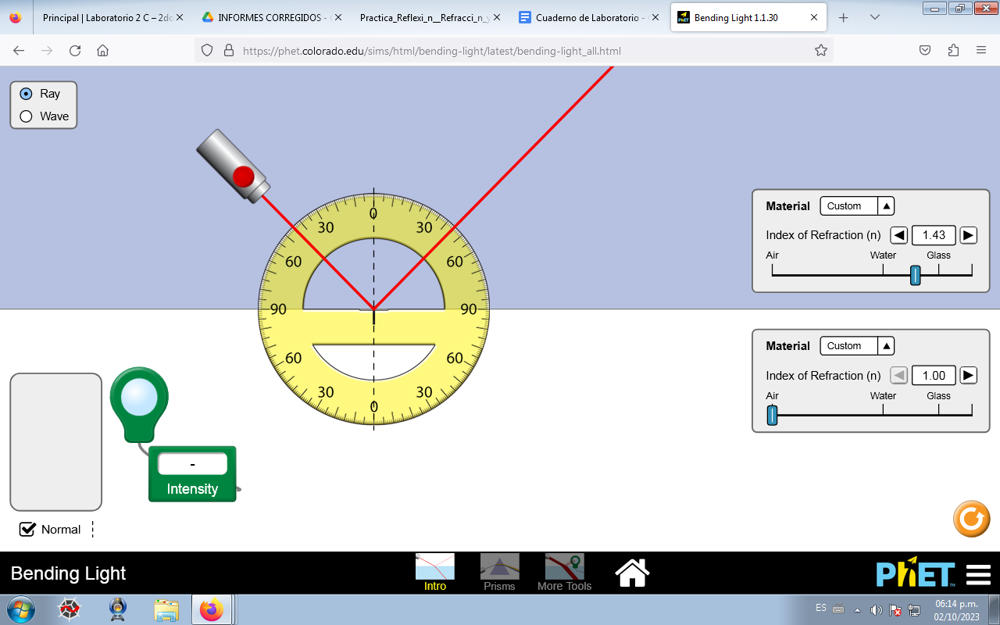 Principal | Laboratorio 2 C – 2do
INFORMES CORREGIDOS -
Practica_Reflexi_n__Refracci_n_y
Cuaderno de Laboratorio -
Bending Light 1.1.30
https://phet.colorado.edu/sims/html/bending-light/latest/bending-light_all.html
Ray
Wave
0
30 30
60 60
90 90
60 60
30 30
0
Material Custom
Index of Refraction (n) 1.43
Air Water Glass
Material Custom
Index of Refraction (n) 1.00
Air Water Glass
-
Intensity
Normal
Bending Light
Intro
Prisms
More Tools
PhET
ES
06:14 p.m.
02/10/2023